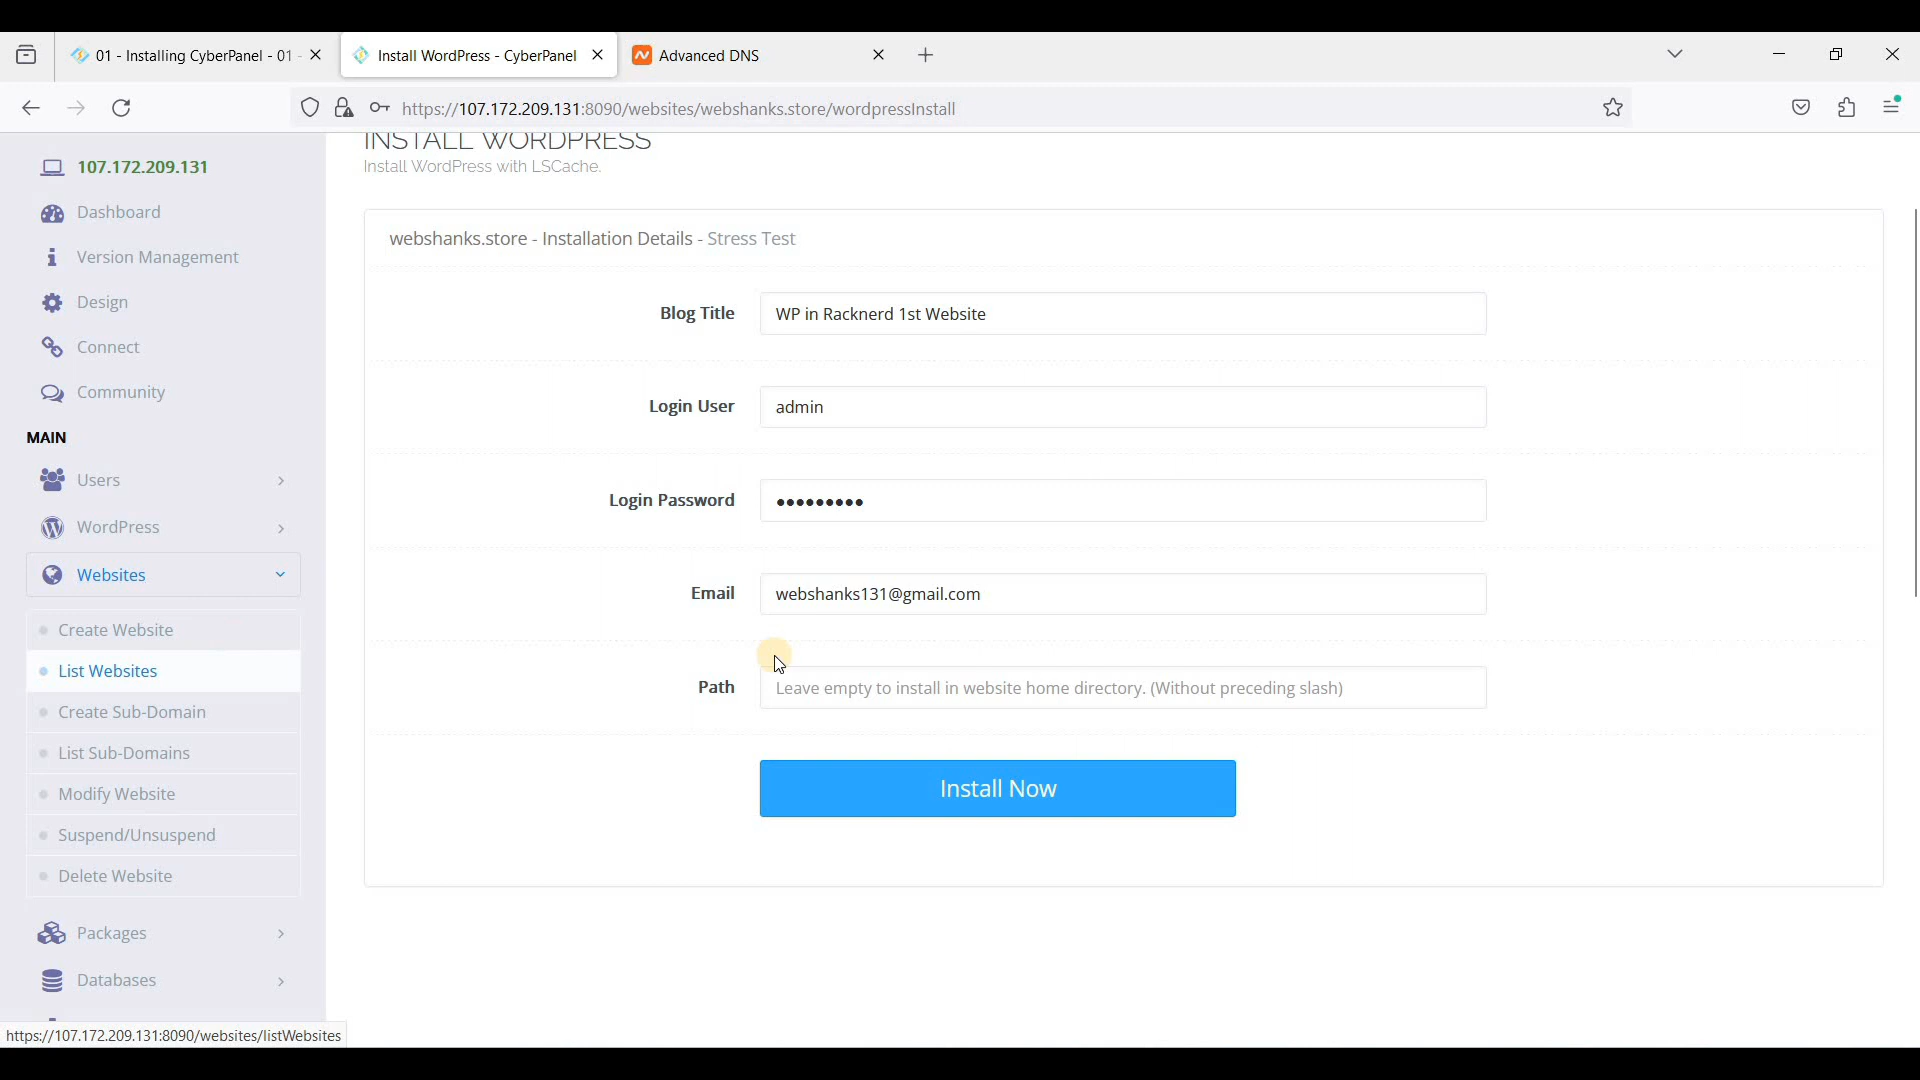 01 - Installing CyberPanel - 01 -
Install WordPress - CyberPanel
Advanced DNS
https://107.172.209.131:8090/websites/webshanks.store/wordpressInstall
107.172.209.131
Dashboard
Version Management
Design
Connect
Community
MAIN
Users
WordPress
Websites
Create Website
List Websites
Create Sub-Domain
List Sub-Domains
Modify Website
Suspend/Unsuspend
Delete Website
Packages
Databases
https://107.172.209.131:8090/websites/listWebsites
INSTALL WORDPRESS
Install WordPress with LSCache.
webshanks.store - Installation Details - Stress Test
Blog Title
WP in Racknerd 1st Website
Login User
admin
Login Password
●●●●●●●●●
Email
webshanks131@gmail.com
Path
Leave empty to install in website home directory. (Without preceding slash)
Install Now